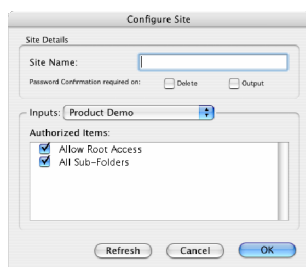 Configure Site
Site Details
Site Name:
Password Confirmation required on: Delete Output
Inputs: Product Demo
Authorized Items:
Allow Root Access
All Sub-Folders
Refresh Cancel OK